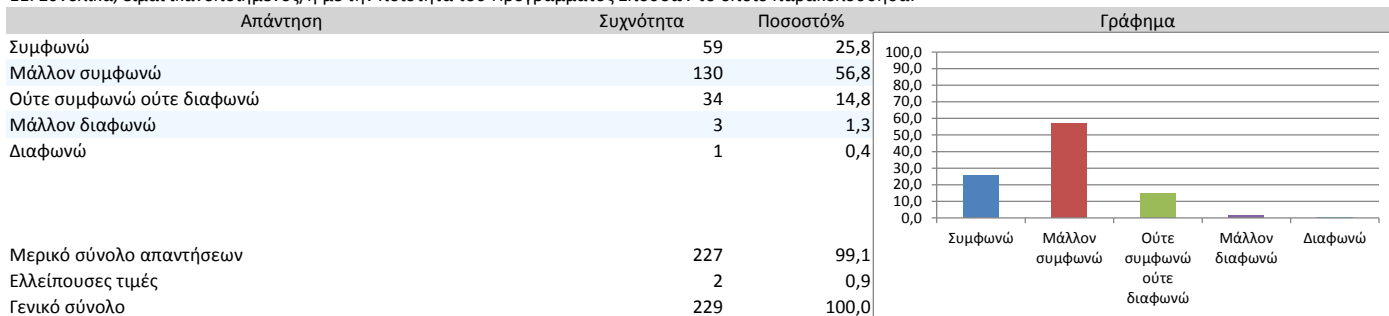 Απάντηση Συχνότητα Ποσοστό% Γράφημα
Συμφωνώ 59 25,8
Μάλλον συμφωνώ 130 56,8
Ούτε συμφωνώ ούτε διαφωνώ 34 14,8
Μάλλον διαφωνώ 3 1,3
Διαφωνώ 1 0,4
Μερικό σύνολο απαντήσεων 227 99,1
Ελλείπουσες τιμές 2 0,9
Γενικό σύνολο 229 100,0
100,0
90,0
80,0
70,0
60,0
50,0
40,0
30,0
20,0
10,0
0,0
Συμφωνώ Μάλλον Ούτε Μάλλον Διαφωνώ
συμφωνώ συμφωνώ διαφωνώ
ούτε
διαφωνώ